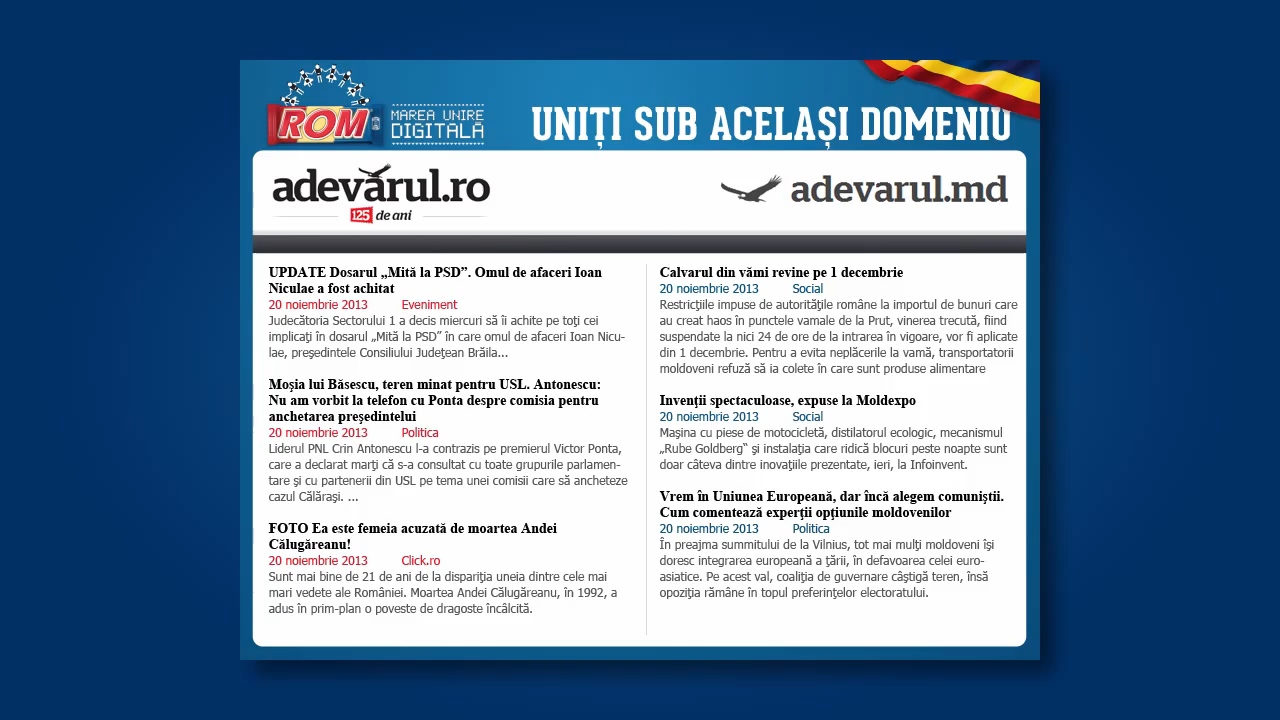 ROM
MAREA UNIRE
DIGITALĂ
UNIȚI SUB ACELAȘI DOMENIU
adevărul.ro
125 de ani
adevarul.md
UPDATE Dosarul „Mită la PSD”. Omul de afaceri Ioan
Niculae a fost achitat
20 noiembrie 2013 Eveniment
Judecătoria Sectorului 1 a decis miercuri să îi achite pe toţi cei
implicaţi în dosarul „Mită la PSD” în care omul de afaceri Ioan Nicu-
lae, preşedintele Consiliului Judeţean Brăila...
Moşia lui Băsescu, teren minat pentru USL. Antonescu:
Nu am vorbit la telefon cu Ponta despre comisia pentru
anchetarea preşedintelui
20 noiembrie 2013 Politica
Liderul PNL Crin Antonescu l-a contrazis pe premierul Victor Ponta,
care a declarat marţi că s-a consultat cu toate grupurile parlamen-
tare şi cu partenerii din USL pe tema unei comisii care să ancheteze
cazul Călăraşi. ...
FOTO Ea este femeia acuzată de moartea Andei
Călugăreanu!
20 noiembrie 2013 Click.ro
Sunt mai bine de 21 de ani de la dispariţia uneia dintre cele mai
mari vedete ale României. Moartea Andei Călugăreanu, în 1992, a
adus în prim-plan o poveste de dragoste încâlcită.
Calvarul din vămi revine pe 1 decembrie
20 noiembrie 2013 Social
Restricţiile impuse de autorităţile române la importul de bunuri care
au creat haos în punctele vamale de la Prut, vinerea trecută, fiind
suspendate la nici 24 de ore de la intrarea în vigoare, vor fi aplicate
din 1 decembrie. Pentru a evita neplăcerile la vamă, transportatorii
moldoveni refuză să ia colete în care sunt produse alimentare
Invenţii spectaculoase, expuse la Moldexpo
20 noiembrie 2013 Social
Maşina cu piese de motocicletă, distilatorul ecologic, mecanismul
„Rube Goldberg“ şi instalaţia care ridică blocuri peste noapte sunt
doar câteva dintre inovaţiile prezentate, ieri, la Infoinvent.
Vrem în Uniunea Europeană, dar încă alegem comuniştii.
Cum comentează experţii opţiunile moldovenilor
20 noiembrie 2013 Politica
În preajma summitului de la Vilnius, tot mai mulţi moldoveni îşi
doresc integrarea europeană a ţării, în defavoarea celei euro-
asiatice. Pe acest val, coaliţia de guvernare câştigă teren, însă
opoziţia rămâne în topul preferinţelor electoratului.